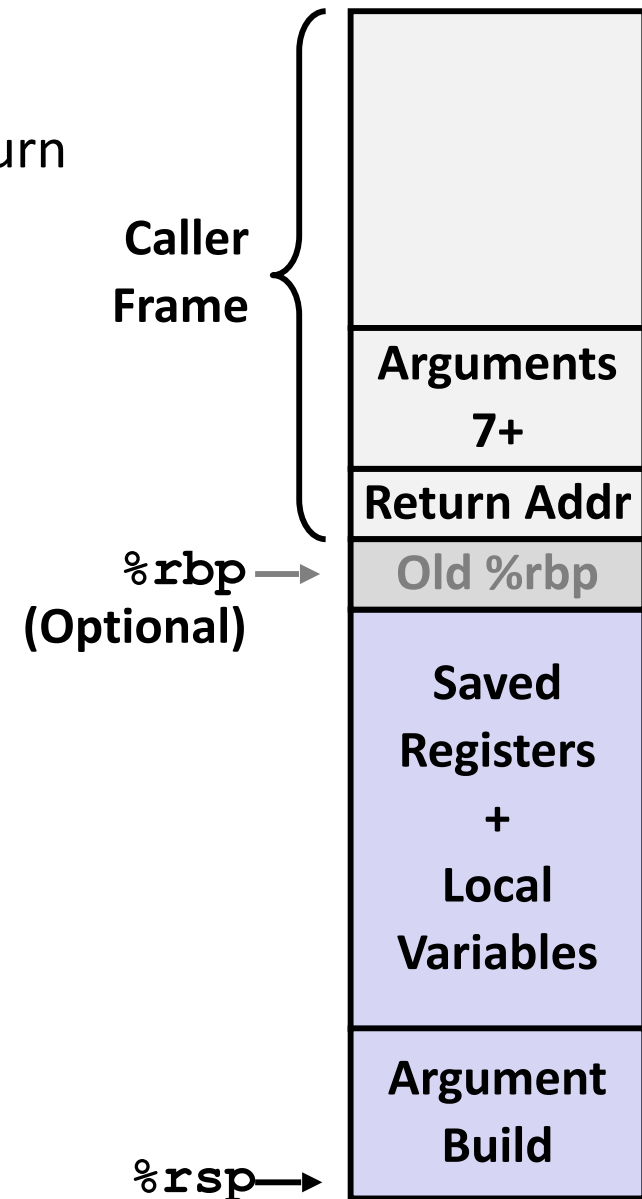 urn
Caller
Frame
Arguments
7+
Return Addr
%rbp
(Optional)
Old %rbp
Saved
Registers
+
Local
Variables
Argument
Build
%rsp